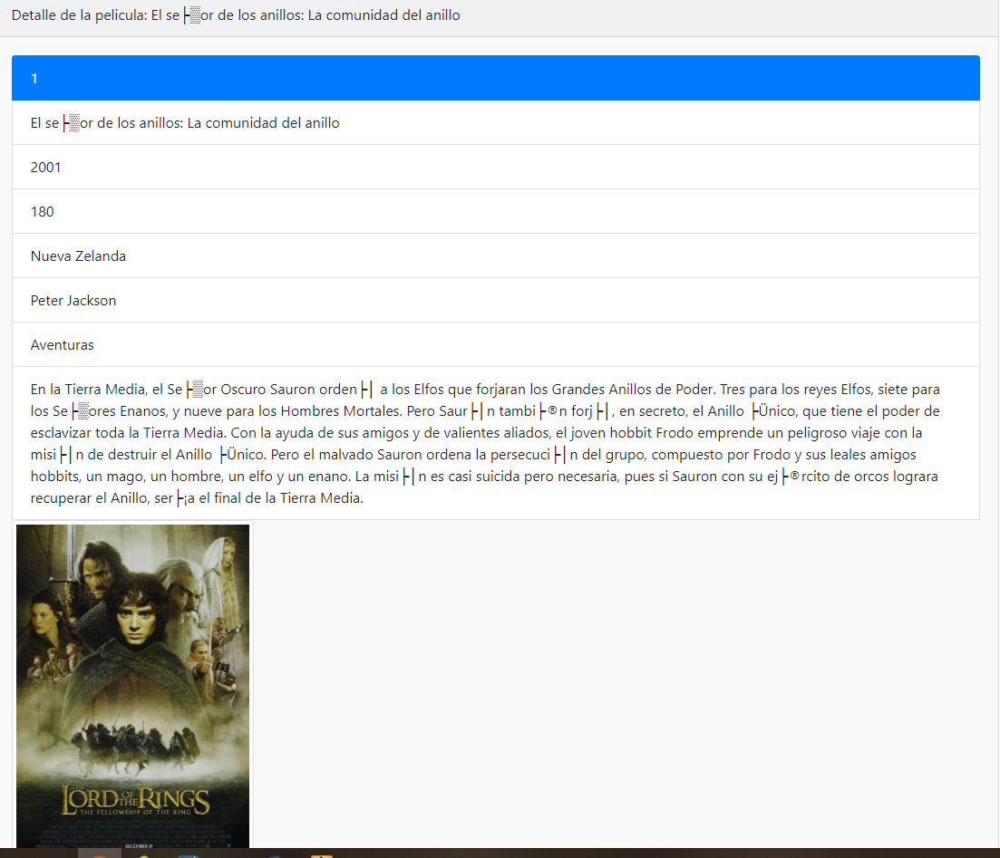 Detalle de la pelicula: El se├▒or de los anillos: La comunidad del anillo
1
El se├▒or de los anillos: La comunidad del anillo
2001
180
Nueva Zelanda
Peter Jackson
Aventuras
En la Tierra Media, el Se├▒or Oscuro Sauron orden├│ a los Elfos que forjaran los Grandes Anillos de Poder. Tres para los reyes Elfos, siete para
los Se├▒ores Enanos, y nueve para los Hombres Mortales. Pero Saur├│n tambi├®n forj├│, en secreto, el Anillo ├Ünico, que tiene el poder de
esclavizar toda la Tierra Media. Con la ayuda de sus amigos y de valientes aliados, el joven hobbit Frodo emprende un peligroso viaje con la
misi├│n de destruir el Anillo ├Ünico. Pero el malvado Sauron ordena la persecuci├│n del grupo, compuesto por Frodo y sus leales amigos
hobbits, un mago, un hombre, un elfo y un enano. La misi├│n es casi suicida pero necesaria, pues si Sauron con su ej├®rcito de orcos lograra
recuperar el Anillo, ser├¡a el final de la Tierra Media.
THE
LORD OF THE RINGS
THE FELLOWSHIP OF THE RING